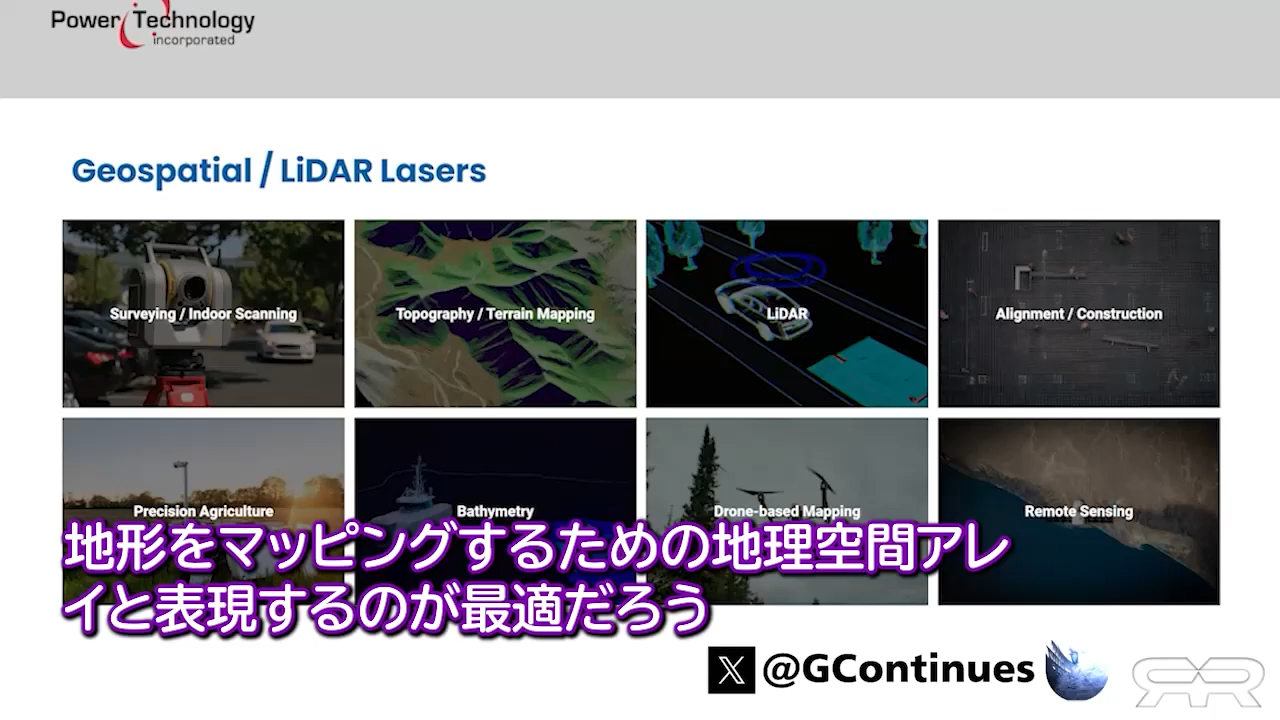 Power Technology
incorporated
Geospatial / LiDAR Lasers
Surveying / Indoor Scanning
Topography / Terrain Mapping
LiDAR
Alignment / Construction
Precision Agriculture
Bathymetry
Drone-based Mapping
Remote Sensing
地形をマッピングするための地理空間アレ
イと表現するのが最適だろう
X @GContinues
RR